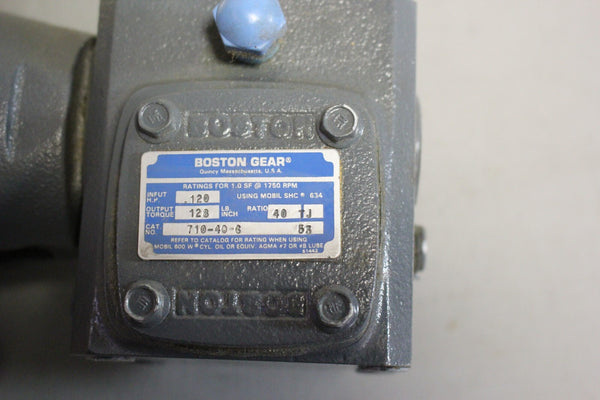 BOSTON
BOSTON GEAR®
Quincy Massachusetts, U.S.A.
RATINGS FOR 1.0 SF @ 1750 RPM
INPUT H.P. .120 USING MOBIL SHC® 634
OUTPUT TORQUE 128 LB. INCH RATIO 40 TJ
CAT. NO. 710-40-G 53
REFER TO CATALOG FOR RATING WHEN USING
MOBIL 600 W® CYL. OIL OR EQUIV. AGMA #7 OR #8 LUBE
61443
BOSTON